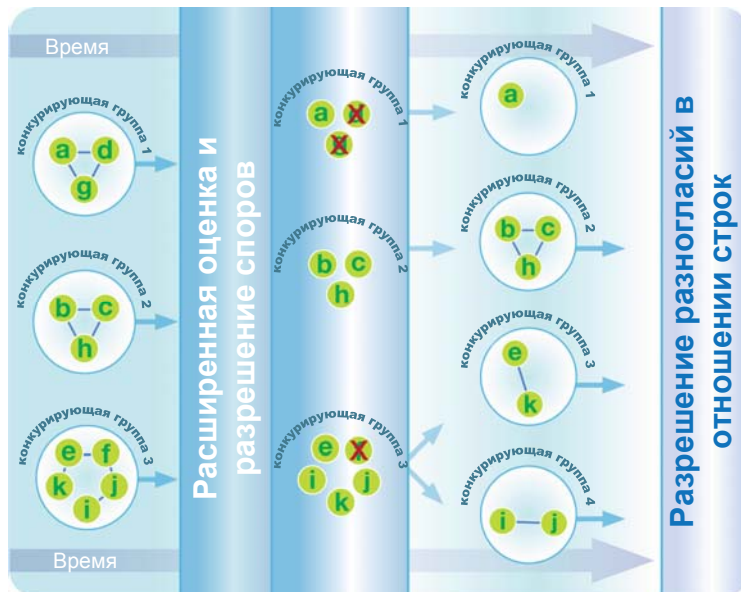 Время
конкурирующая группа 1
a d
g
конкурирующая группа 2
b c
h
конкурирующая группа 3
e f
k j
i
Время
Расширенная оценка и
разрешение споров
конкурирующая группа 1
a X
X
конкурирующая группа 2
b c
h
конкурирующая группа 3
e X
i j
k
конкурирующая группа 1
a
конкурирующая группа 2
b c
h
конкурирующая группа 3
e
k
конкурирующая группа 4
i j
Разрешение разногласий в
отношении строк